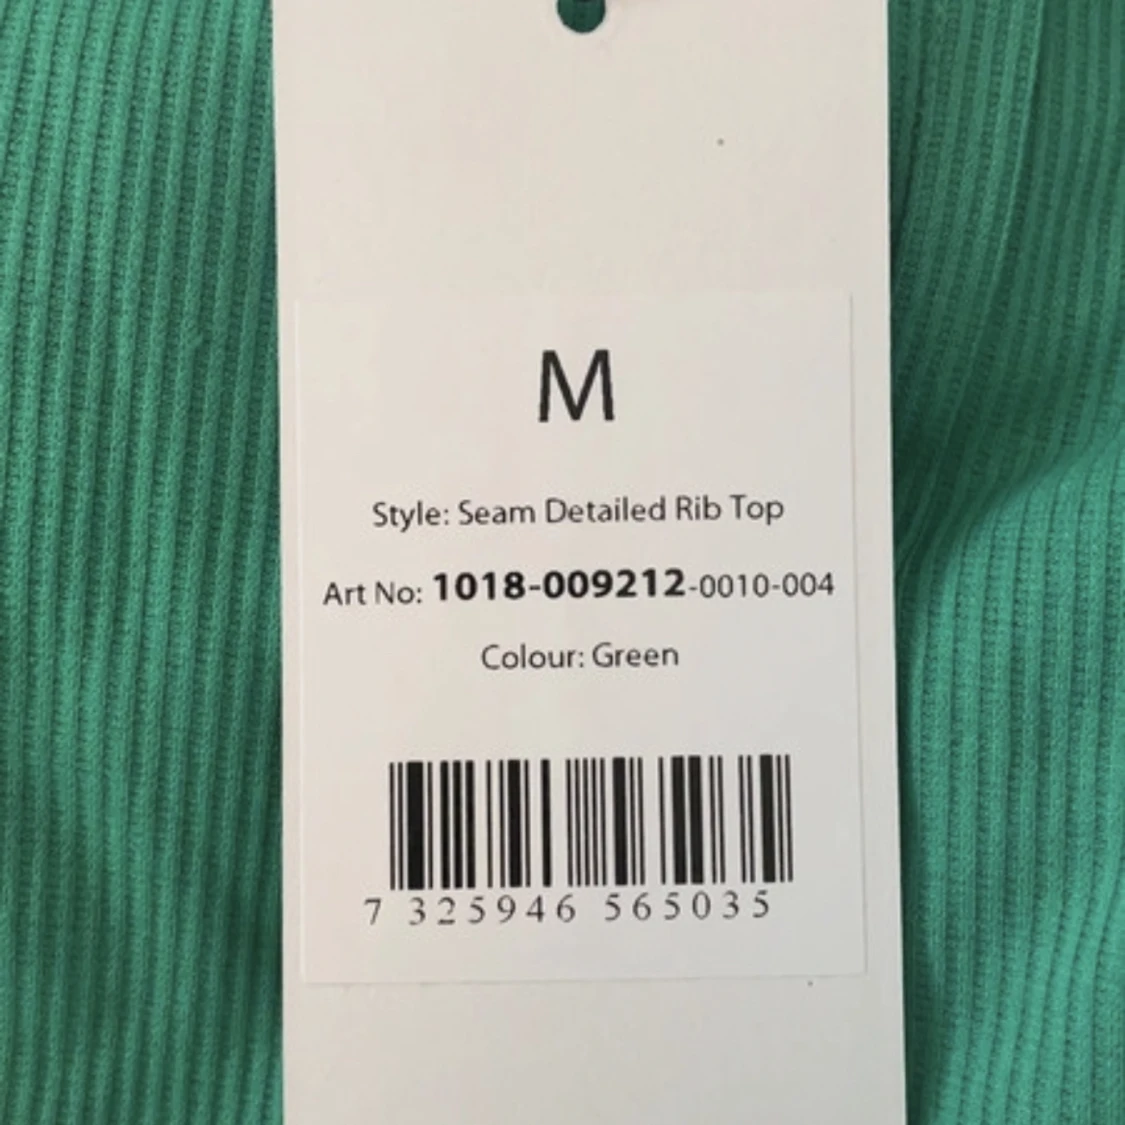 M
Style: Seam Detailed Rib Top
Art No: 1018-009212-0010-004
Colour: Green
7 325946 565035